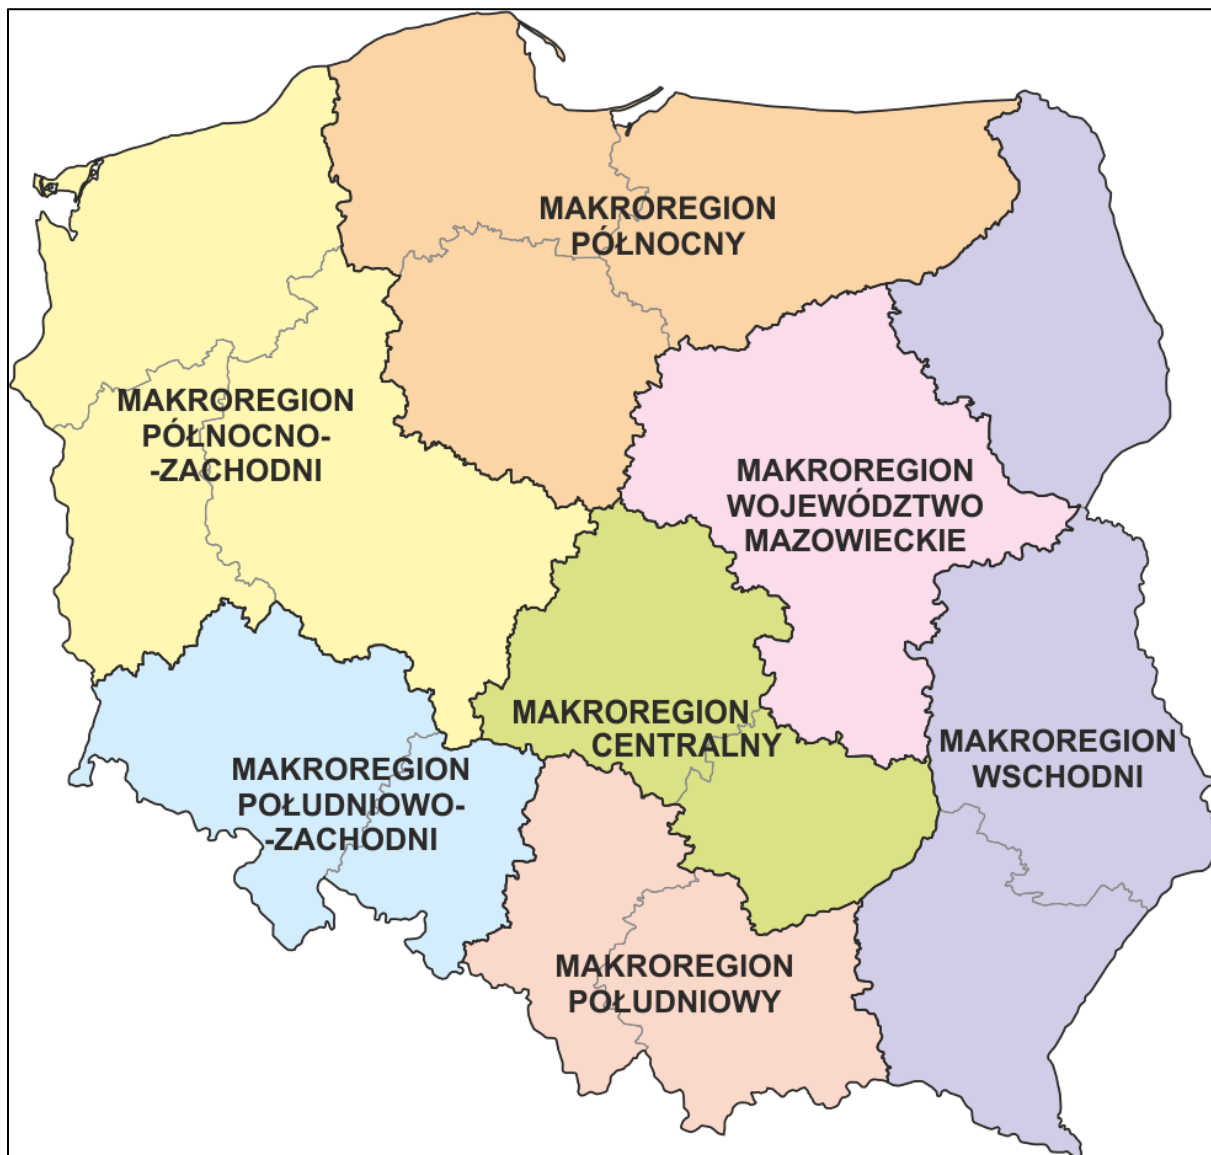 MAKROREGION
PÓŁNOCNY
MAKROREGION
PÓŁNOCNO-
-ZACHODNI
MAKROREGION
WOJEWÓDZTWO
MAZOWIECKIE
MAKROREGION
CENTRALNY
MAKROREGION
WSCHODNI
MAKROREGION
POŁUDNIOWO-
-ZACHODNI
MAKROREGION
POŁUDNIOWY